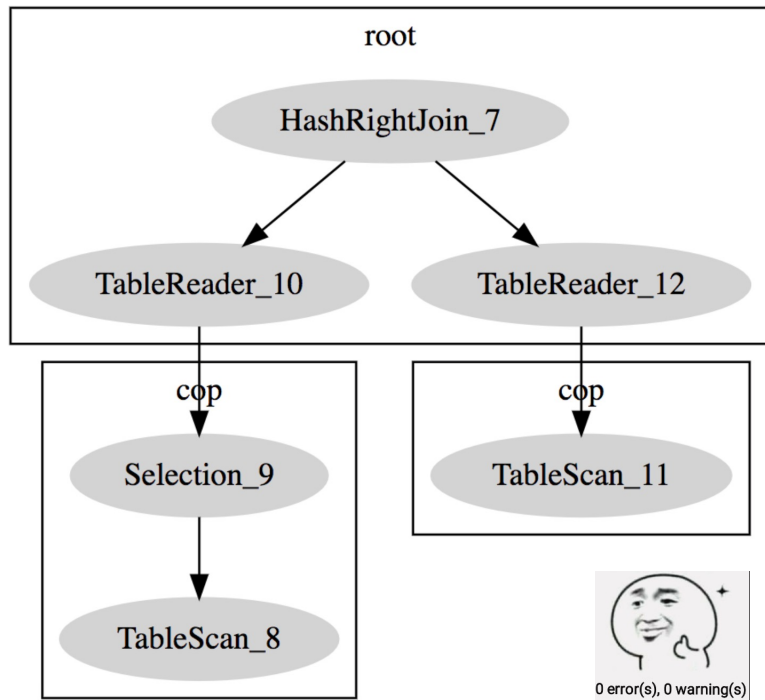 root
HashRightJoin_7
TableReader_10
TableReader_12
cop
cop
Selection_9
TableScan_11
TableScan_8
0 error(s), 0 warning(s)